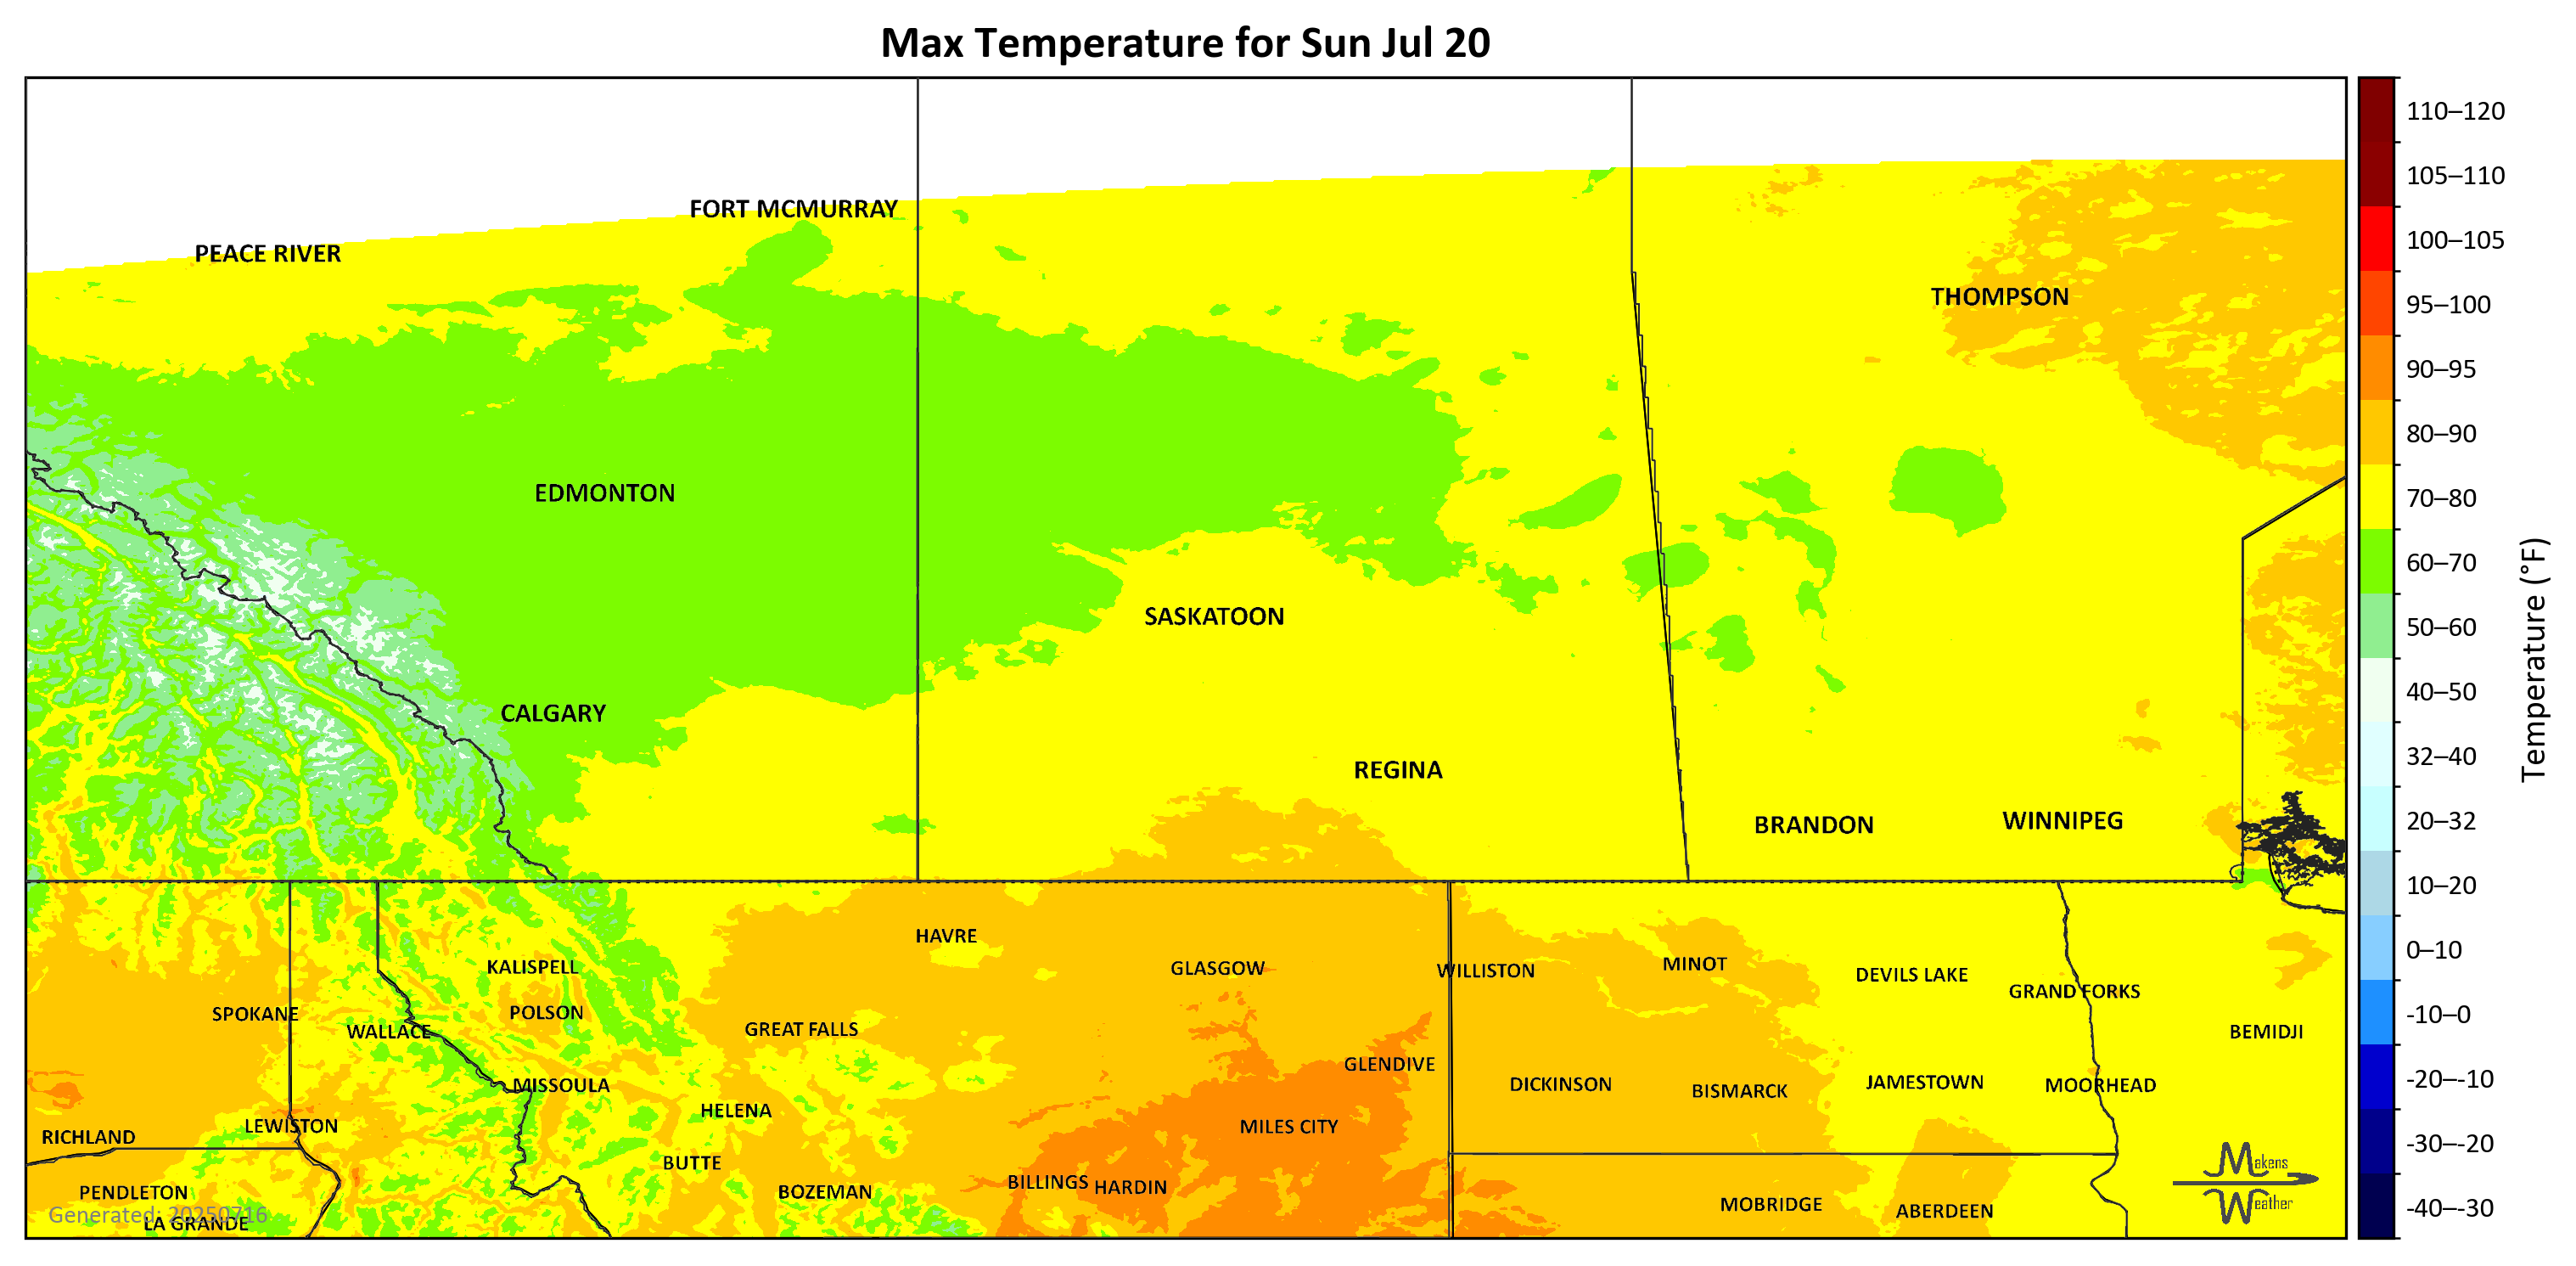 Max Temperature for Sun Jul 20
110–120
105–110
FORT MCMURRAY
100–105
PEACE RIVER
THOMPSON
95–100
90–95
80–90
EDMONTON
70–80
60–70
SASKATOON
50–60
40–50
CALGARY
32–40
REGINA
BRANDON
WINNIPEG
20–32
10–20
HAVRE
0–10
KALISPELL
GLASGOW
WILLISTON
MINOT
DEVILS LAKE
GRAND FORKS
SPOKANE
POLSON
-10–0
WALLACE
GREAT FALLS
BEMIDJI
GLENDIVE
MISSOULA
DICKINSON
BISMARCK
JAMESTOWN
MOORHEAD
-20–-10
HELENA
LEWISTON
MILES CITY
RICHLAND
-30–-20
BUTTE
Makens
Weather
PENDLETON
BOZEMAN
BILLINGS
HARDIN
MOBRIDGE
ABERDEEN
-40–-30
Generated: 20250716
LA GRANDE
Temperature (°F)